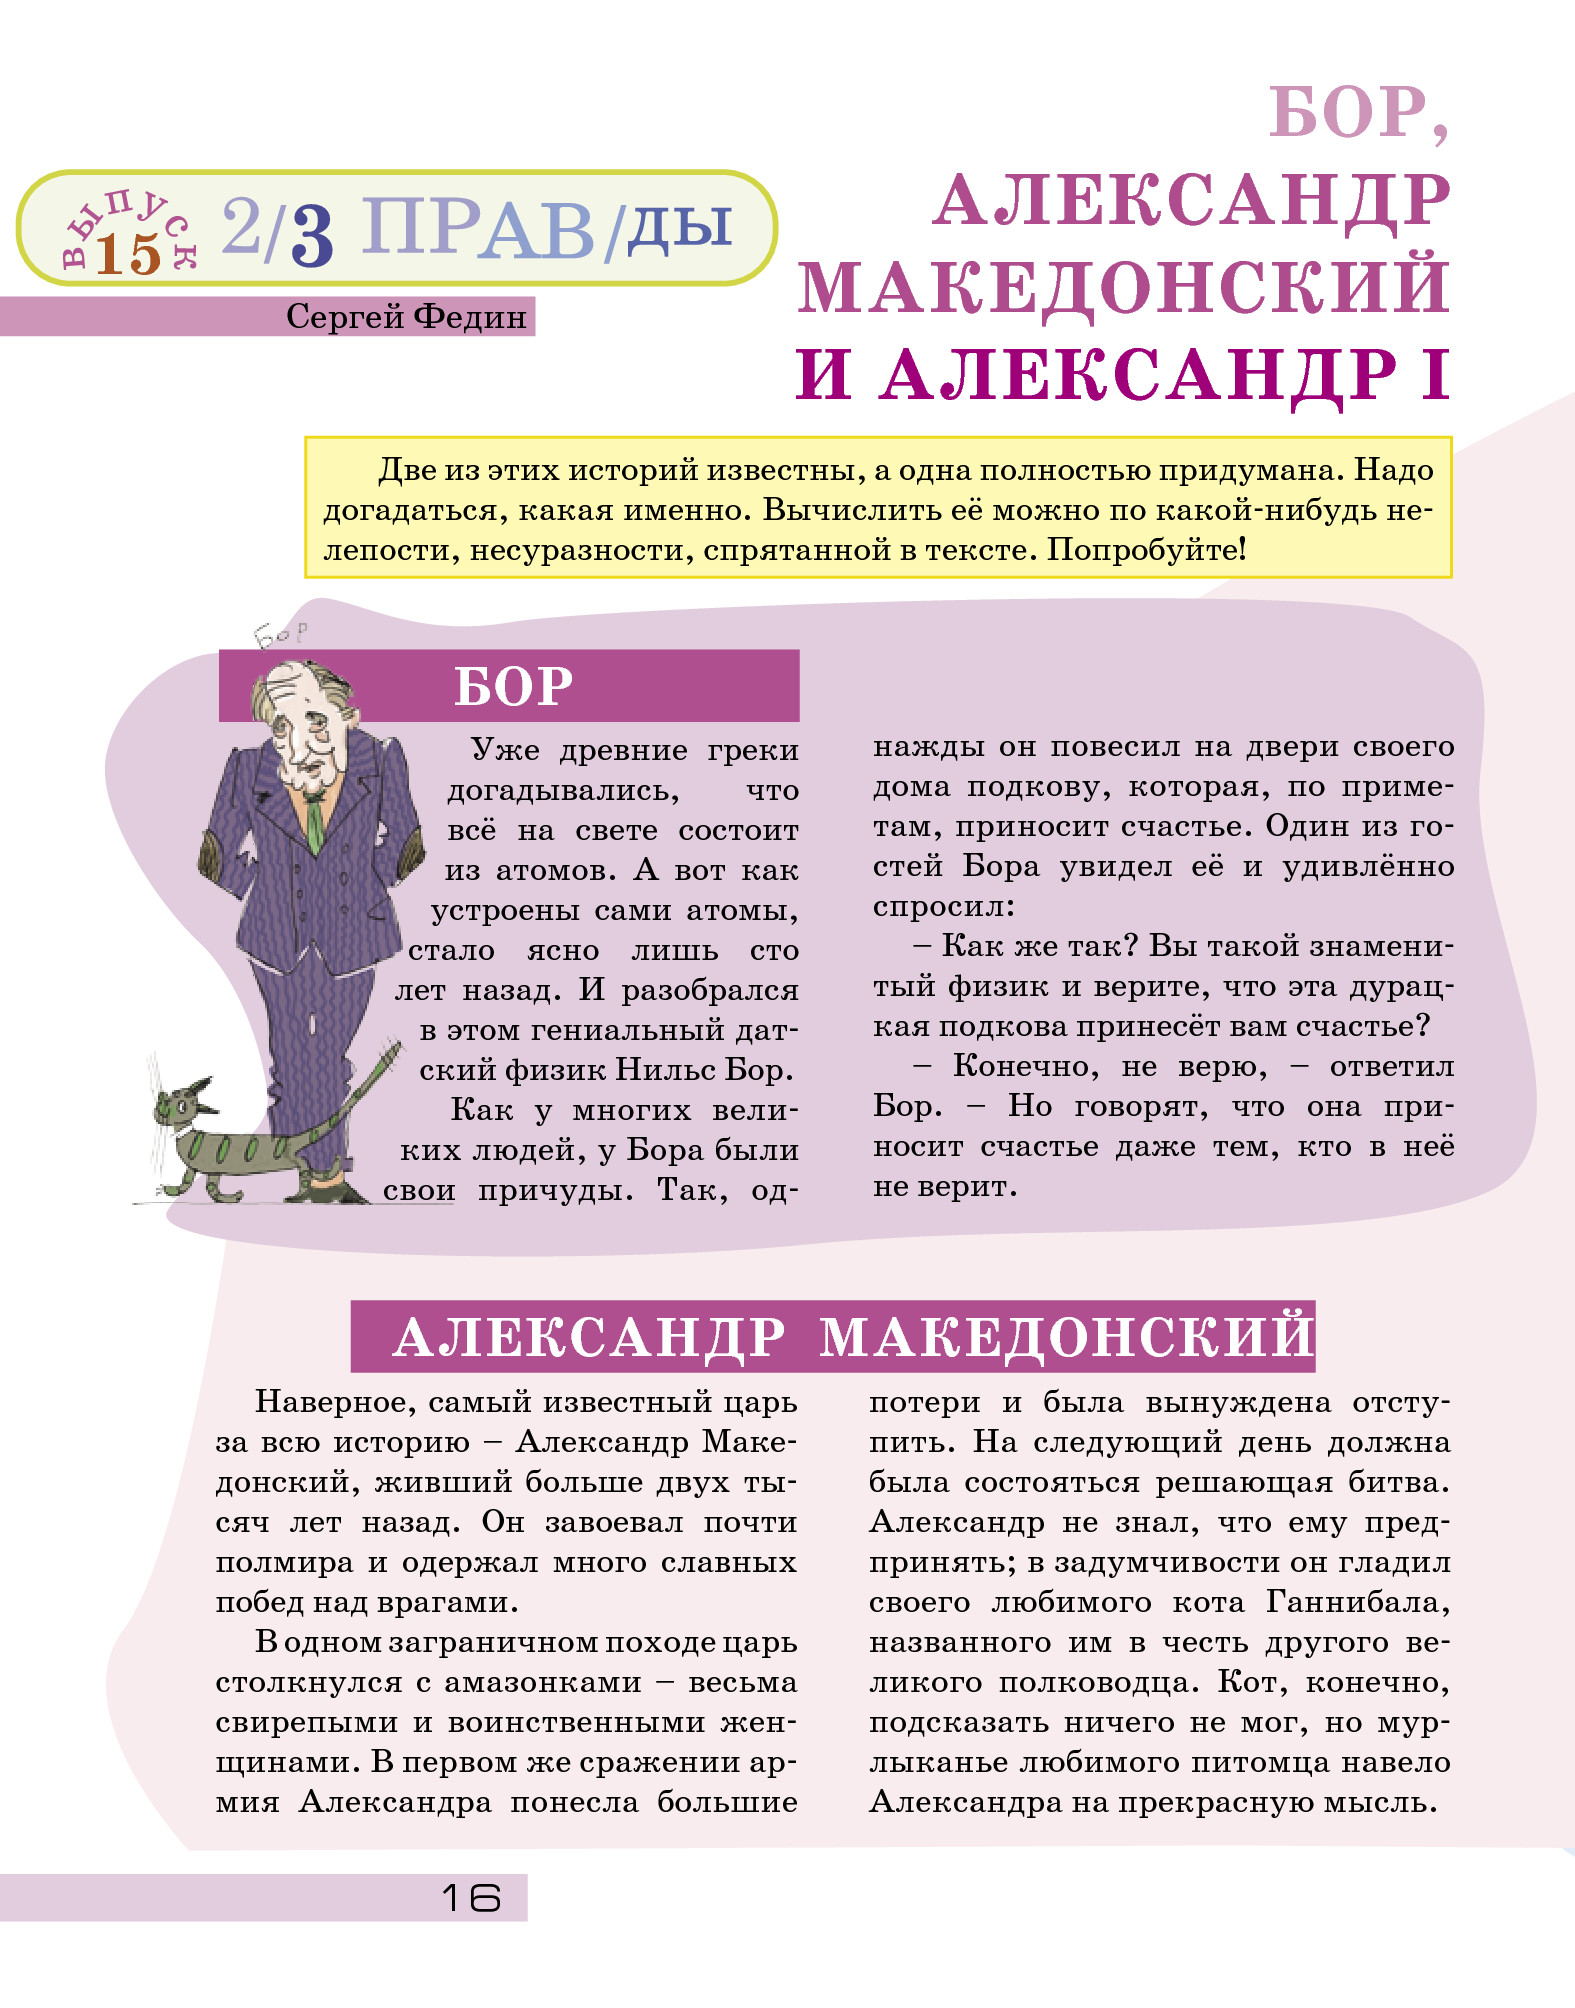 БОР,
АЛЕКСАНДР
МАКЕДОНСКИЙ
И АЛЕКСАНДР I
выпуск
15
2/3 ПРАВ/ДЫ
Сергей Федин
Две из этих историй известны, а одна полностью придумана. Надо
догадаться, какая именно. Вычислить её можно по какой-нибудь не-
лепости, несуразности, спрятанной в тексте. Попробуйте!
Бор
БОР
Уже древние греки
догадывались, что
всё на свете состоит
из атомов. А вот как
устроены сами атомы,
стало ясно лишь сто
лет назад. И разобрался
в этом гениальный дат-
ский физик Нильс Бор.
Как у многих вели-
ких людей, у Бора были
свои причуды. Так, од-
нажды он повесил на двери своего
дома подкову, которая, по приме-
там, приносит счастье. Один из го-
стей Бора увидел её и удивлённо
спросил:
– Как же так? Вы такой знамени-
тый физик и верите, что эта дурац-
кая подкова принесёт вам счастье?
– Конечно, не верю, – ответил
Бор. – Но говорят, что она при-
носит счастье даже тем, кто в неё
не верит.
АЛЕКСАНДР МАКЕДОНСКИЙ
Наверное, самый известный царь
за всю историю – Александр Маке-
донский, живший больше двух ты-
сяч лет назад. Он завоевал почти
полмира и одержал много славных
побед над врагами.
В одном заграничном походе царь
столкнулся с амазонками – весьма
свирепыми и воинственными жен-
щинами. В первом же сражении ар-
мия Александра понесла большие
потери и была вынуждена отсту-
пить. На следующий день должна
была состояться решающая битва.
Александр не знал, что ему пред-
принять; в задумчивости он гладил
своего любимого кота Ганнибала,
названного им в честь другого ве-
ликого полководца. Кот, конечно,
подсказать ничего не мог, но мур-
лыканье любимого питомца навело
Александра на прекрасную мысль.
16